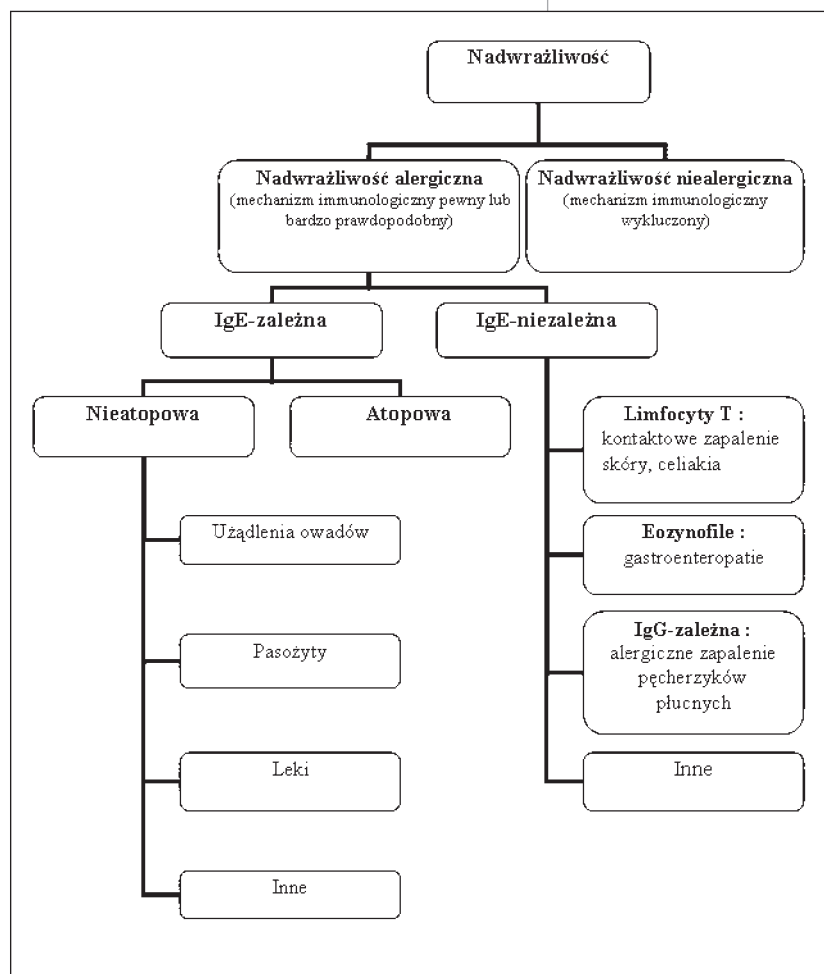 Nadwrażliwość
Nadwrażliwość alergiczna
(mechanizm immunologiczny pewny lub
bardzo prawdopodobny)
Nadwrażliwość niealergiczna
(mechanizm immunologiczny
wykluczony)
IgE-zależna
IgE-niezależna
Nieatopowa
Atopowa
Użądlenia owadów
Pasożyty
Leki
Inne
Limfocyty T :
kontaktowe zapalenie
skóry, celiakia
Eozynofile :
gastroenteropatie
IgG-zależna :
alergiczne zapalenie
pęcherzyków
płucnych
Inne